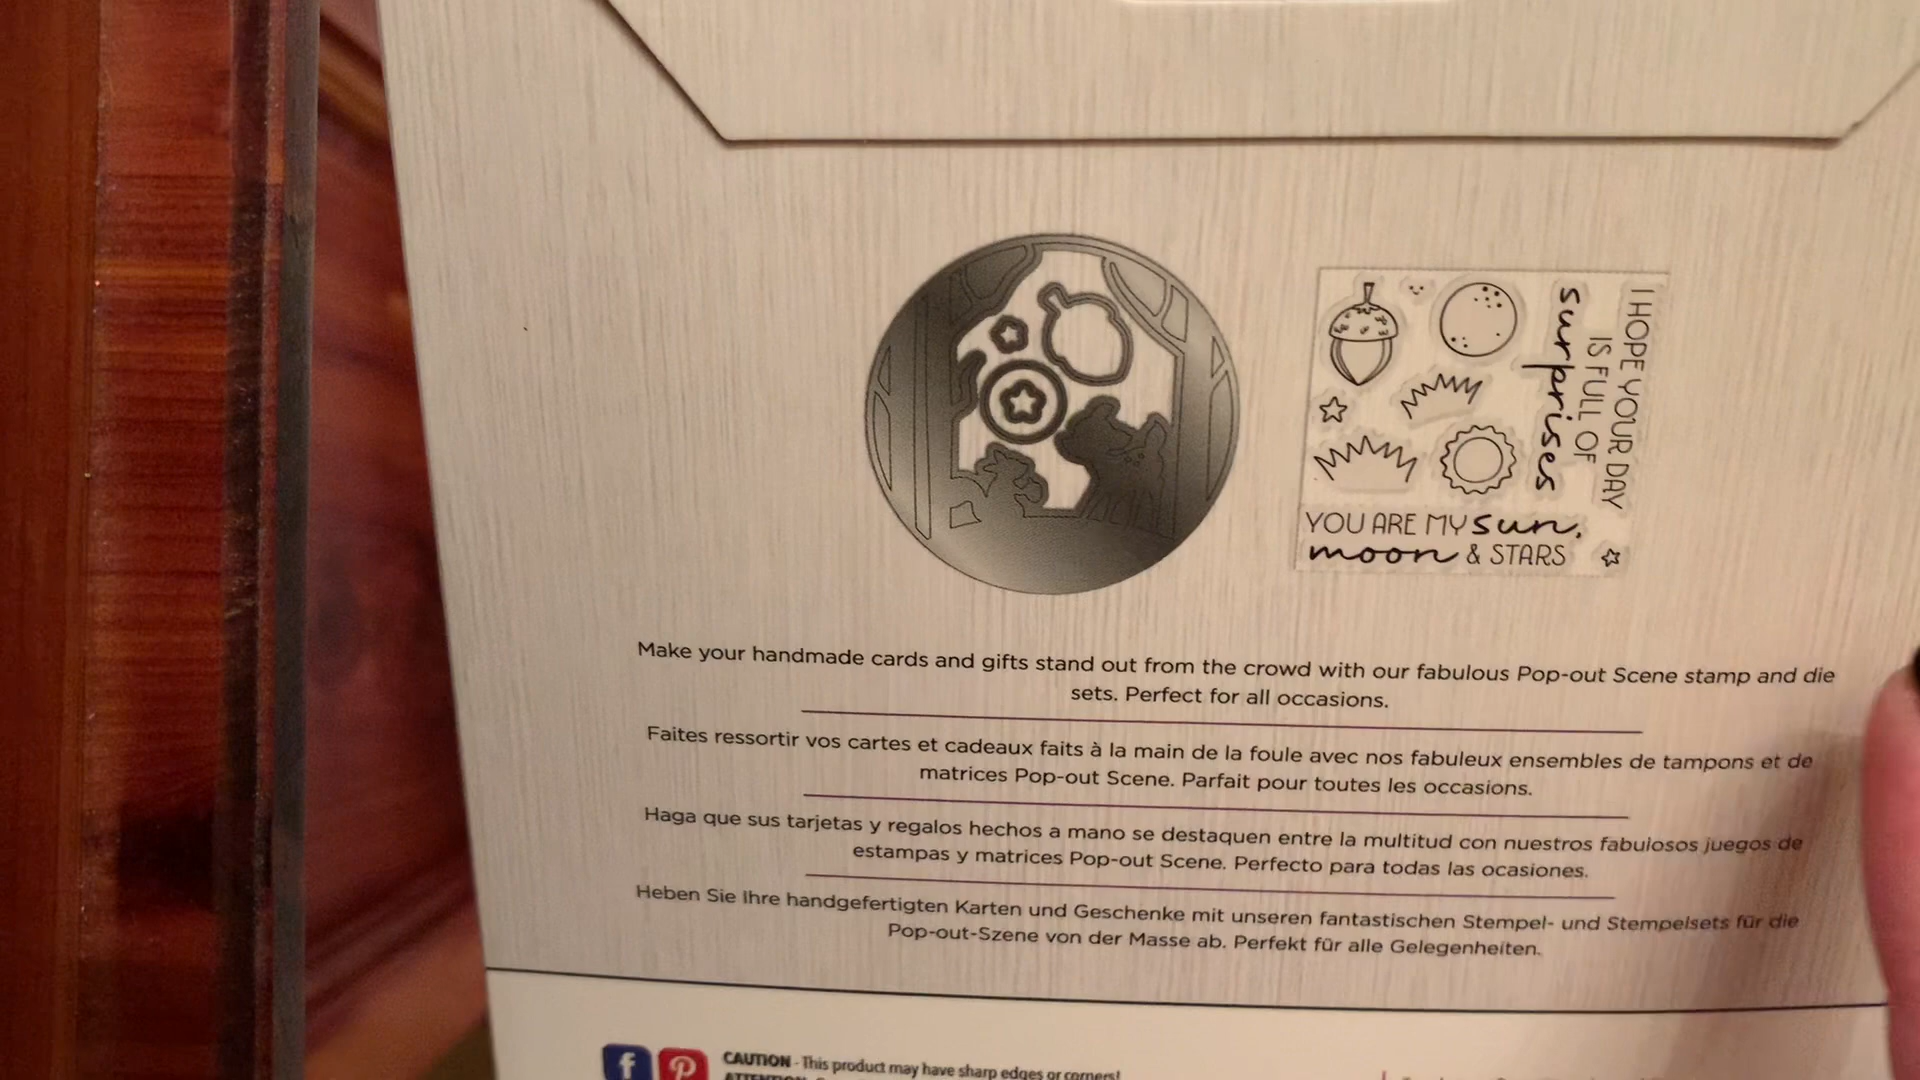 I HOPE YOUR DAY
IS FULL OF
surprises
YOU ARE MY sun,
moon & STARS
Make your handmade cards and gifts stand out from the crowd with our fabulous Pop-out Scene stamp and die
sets. Perfect for all occasions.
Faites ressortir vos cartes et cadeaux faits à la main de la foule avec nos fabuleux ensembles de tampons et de
matrices Pop-out Scene. Parfait pour toutes les occasions.
Haga que sus tarjetas y regalos hechos a mano se destaquen entre la multitud con nuestros fabulosos juegos de
estampas y matrices Pop-out Scene. Perfecto para todas las ocasiones.
Heben Sie Ihre handgefertigten Karten und Geschenke mit unseren fantastischen Stempel- und Stempelsets für die
Pop-out-Szene von der Masse ab. Perfekt für alle Gelegenheiten.
CAUTION - This product may have sharp edges or corners!